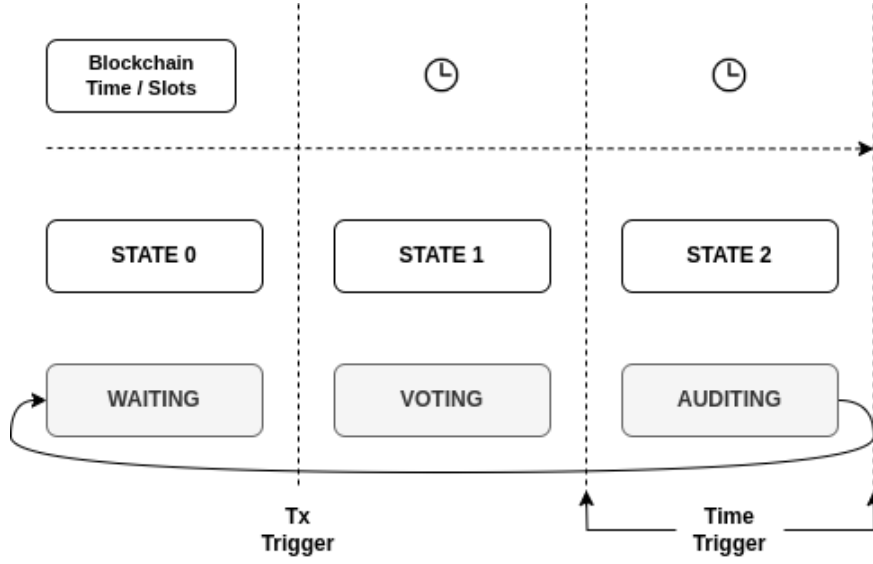 Blockchain
Time / Slots
STATE 0
STATE 1
STATE 2
WAITING
VOTING
AUDITING
Tx
Trigger
Time
Trigger